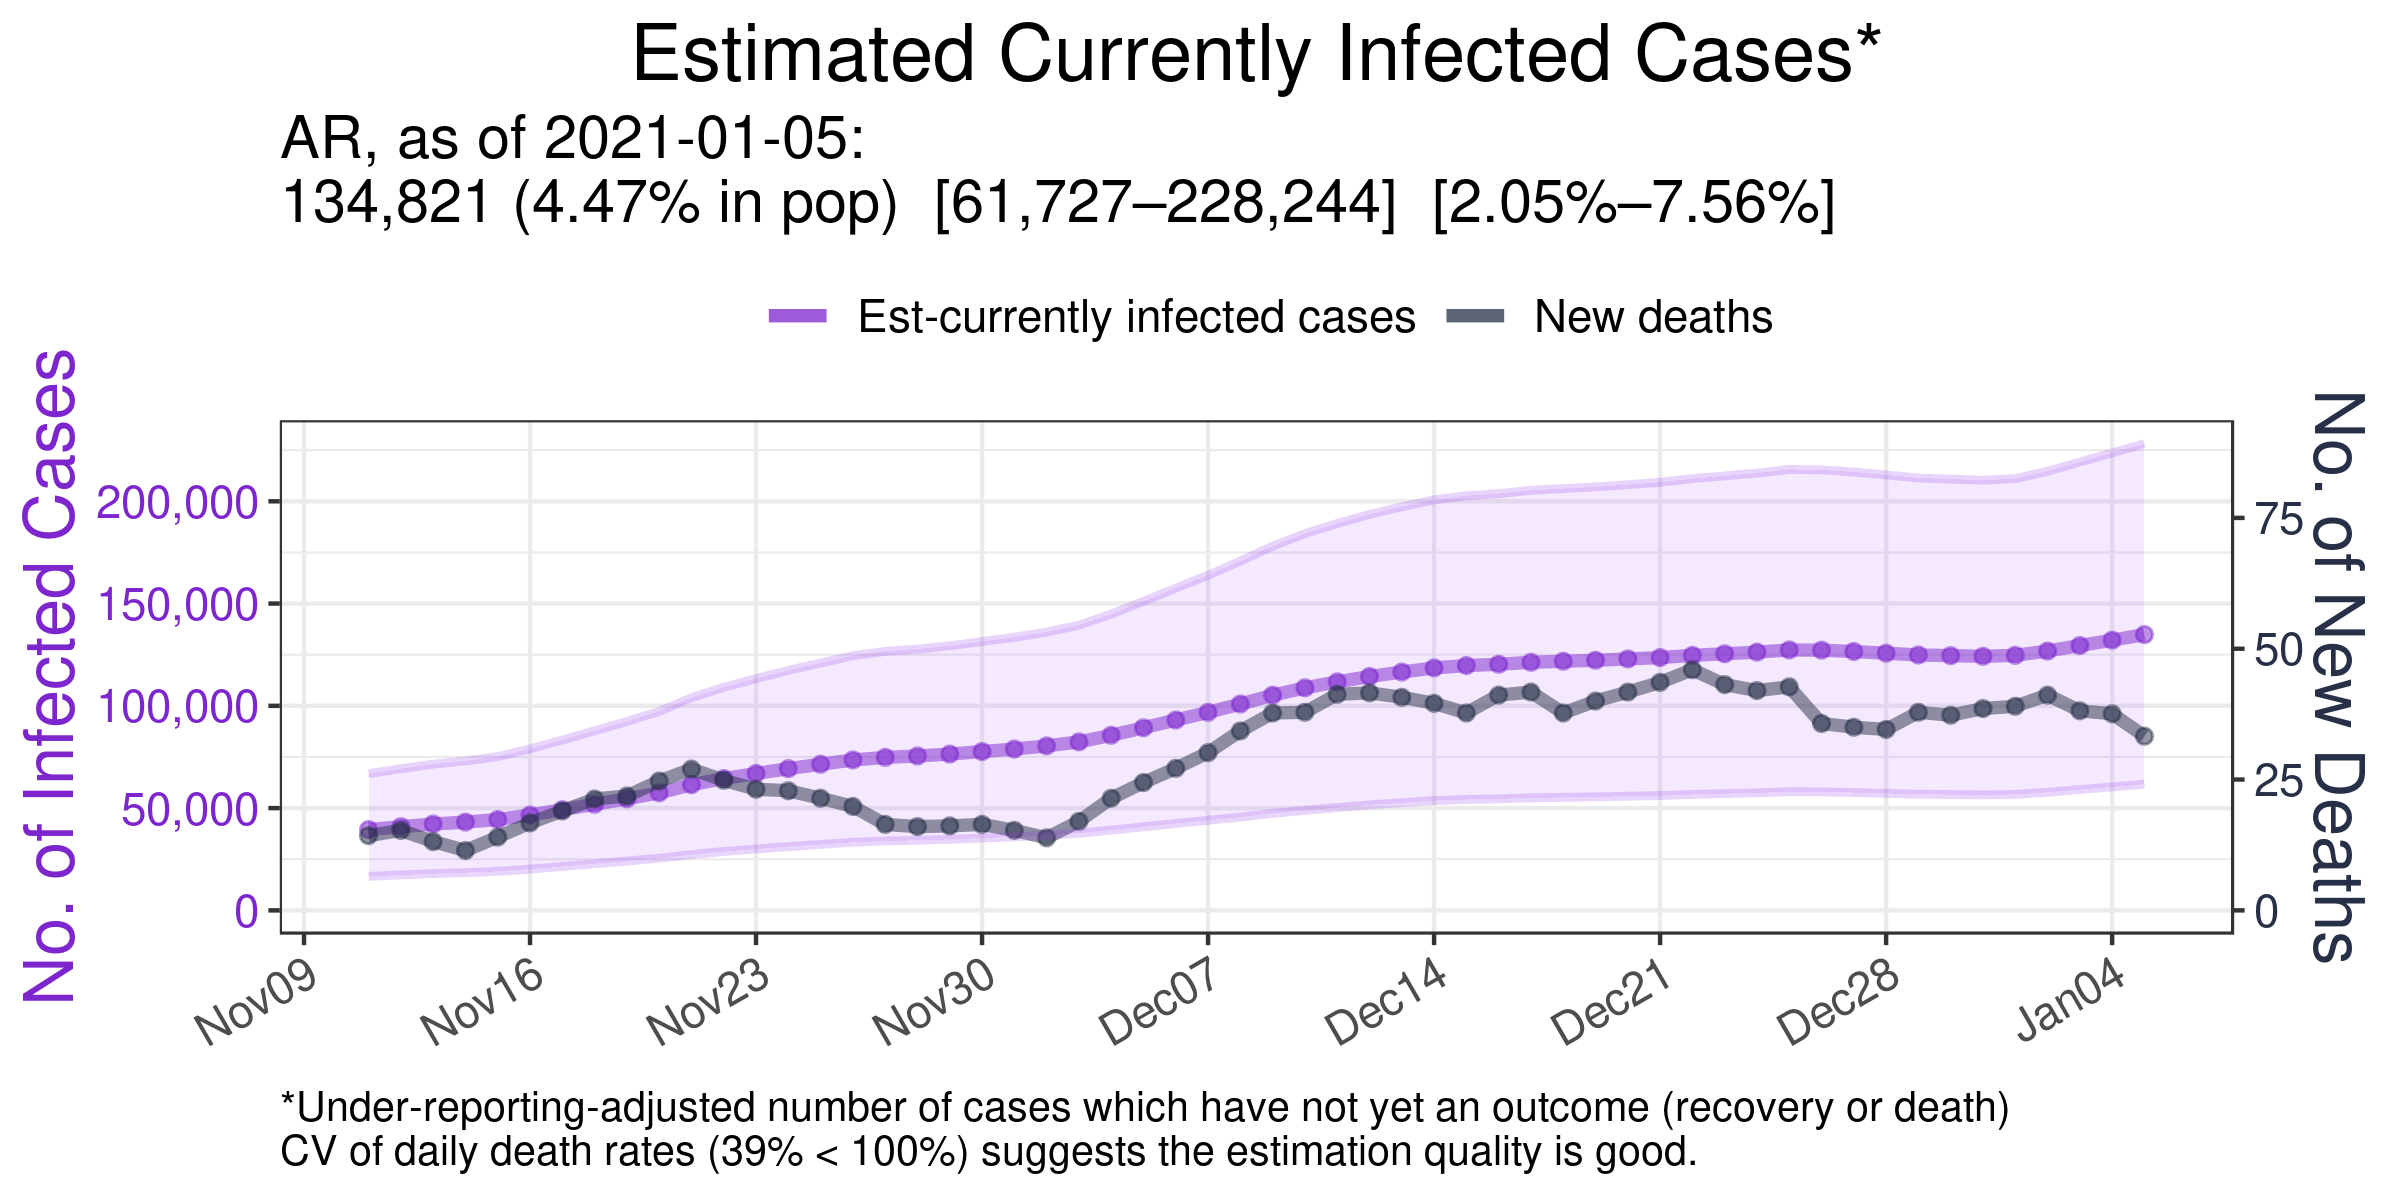 Estimated Currently Infected Cases*
AR, as of 2021-01-05:
134,821 (4.47% in pop)  [61,727–228,244]  [2.05%–7.56%]
Est-currently infected cases
New deaths
No. of Infected Cases
200,000
150,000
100,000
50,000
0
75
50
25
0
No. of New Deaths
Nov09
Nov16
Nov23
Nov30
Dec07
Dec14
Dec21
Dec28
Jan04
*Under-reporting-adjusted number of cases which have not yet an outcome (recovery or death)
CV of daily death rates (39% < 100%) suggests the estimation quality is good.